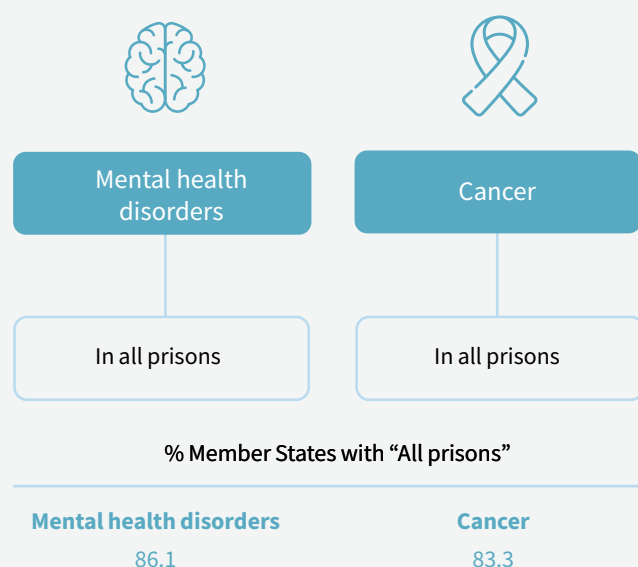 Mental health
disorders
Cancer
In all prisons
In all prisons
% Member States with “All prisons”
Mental health disorders
Cancer
86.1
83.3